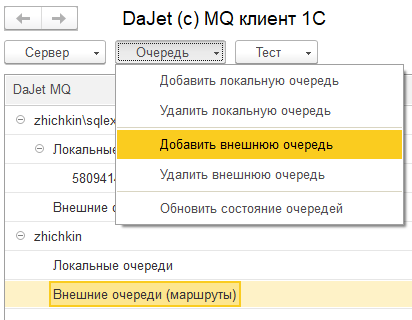 DaJet (c) MQ клиент 1С
Сервер Очередь Тест
DaJet MQ
Добавить локальную очередь
Удалить локальную очередь
Добавить внешнюю очередь
Удалить внешнюю очередь
Обновить состояние очередей
zhichkin\sqlex
Локальные
580941
Внешние о
zhichkin
Локальные очереди
Внешние очереди (маршруты)